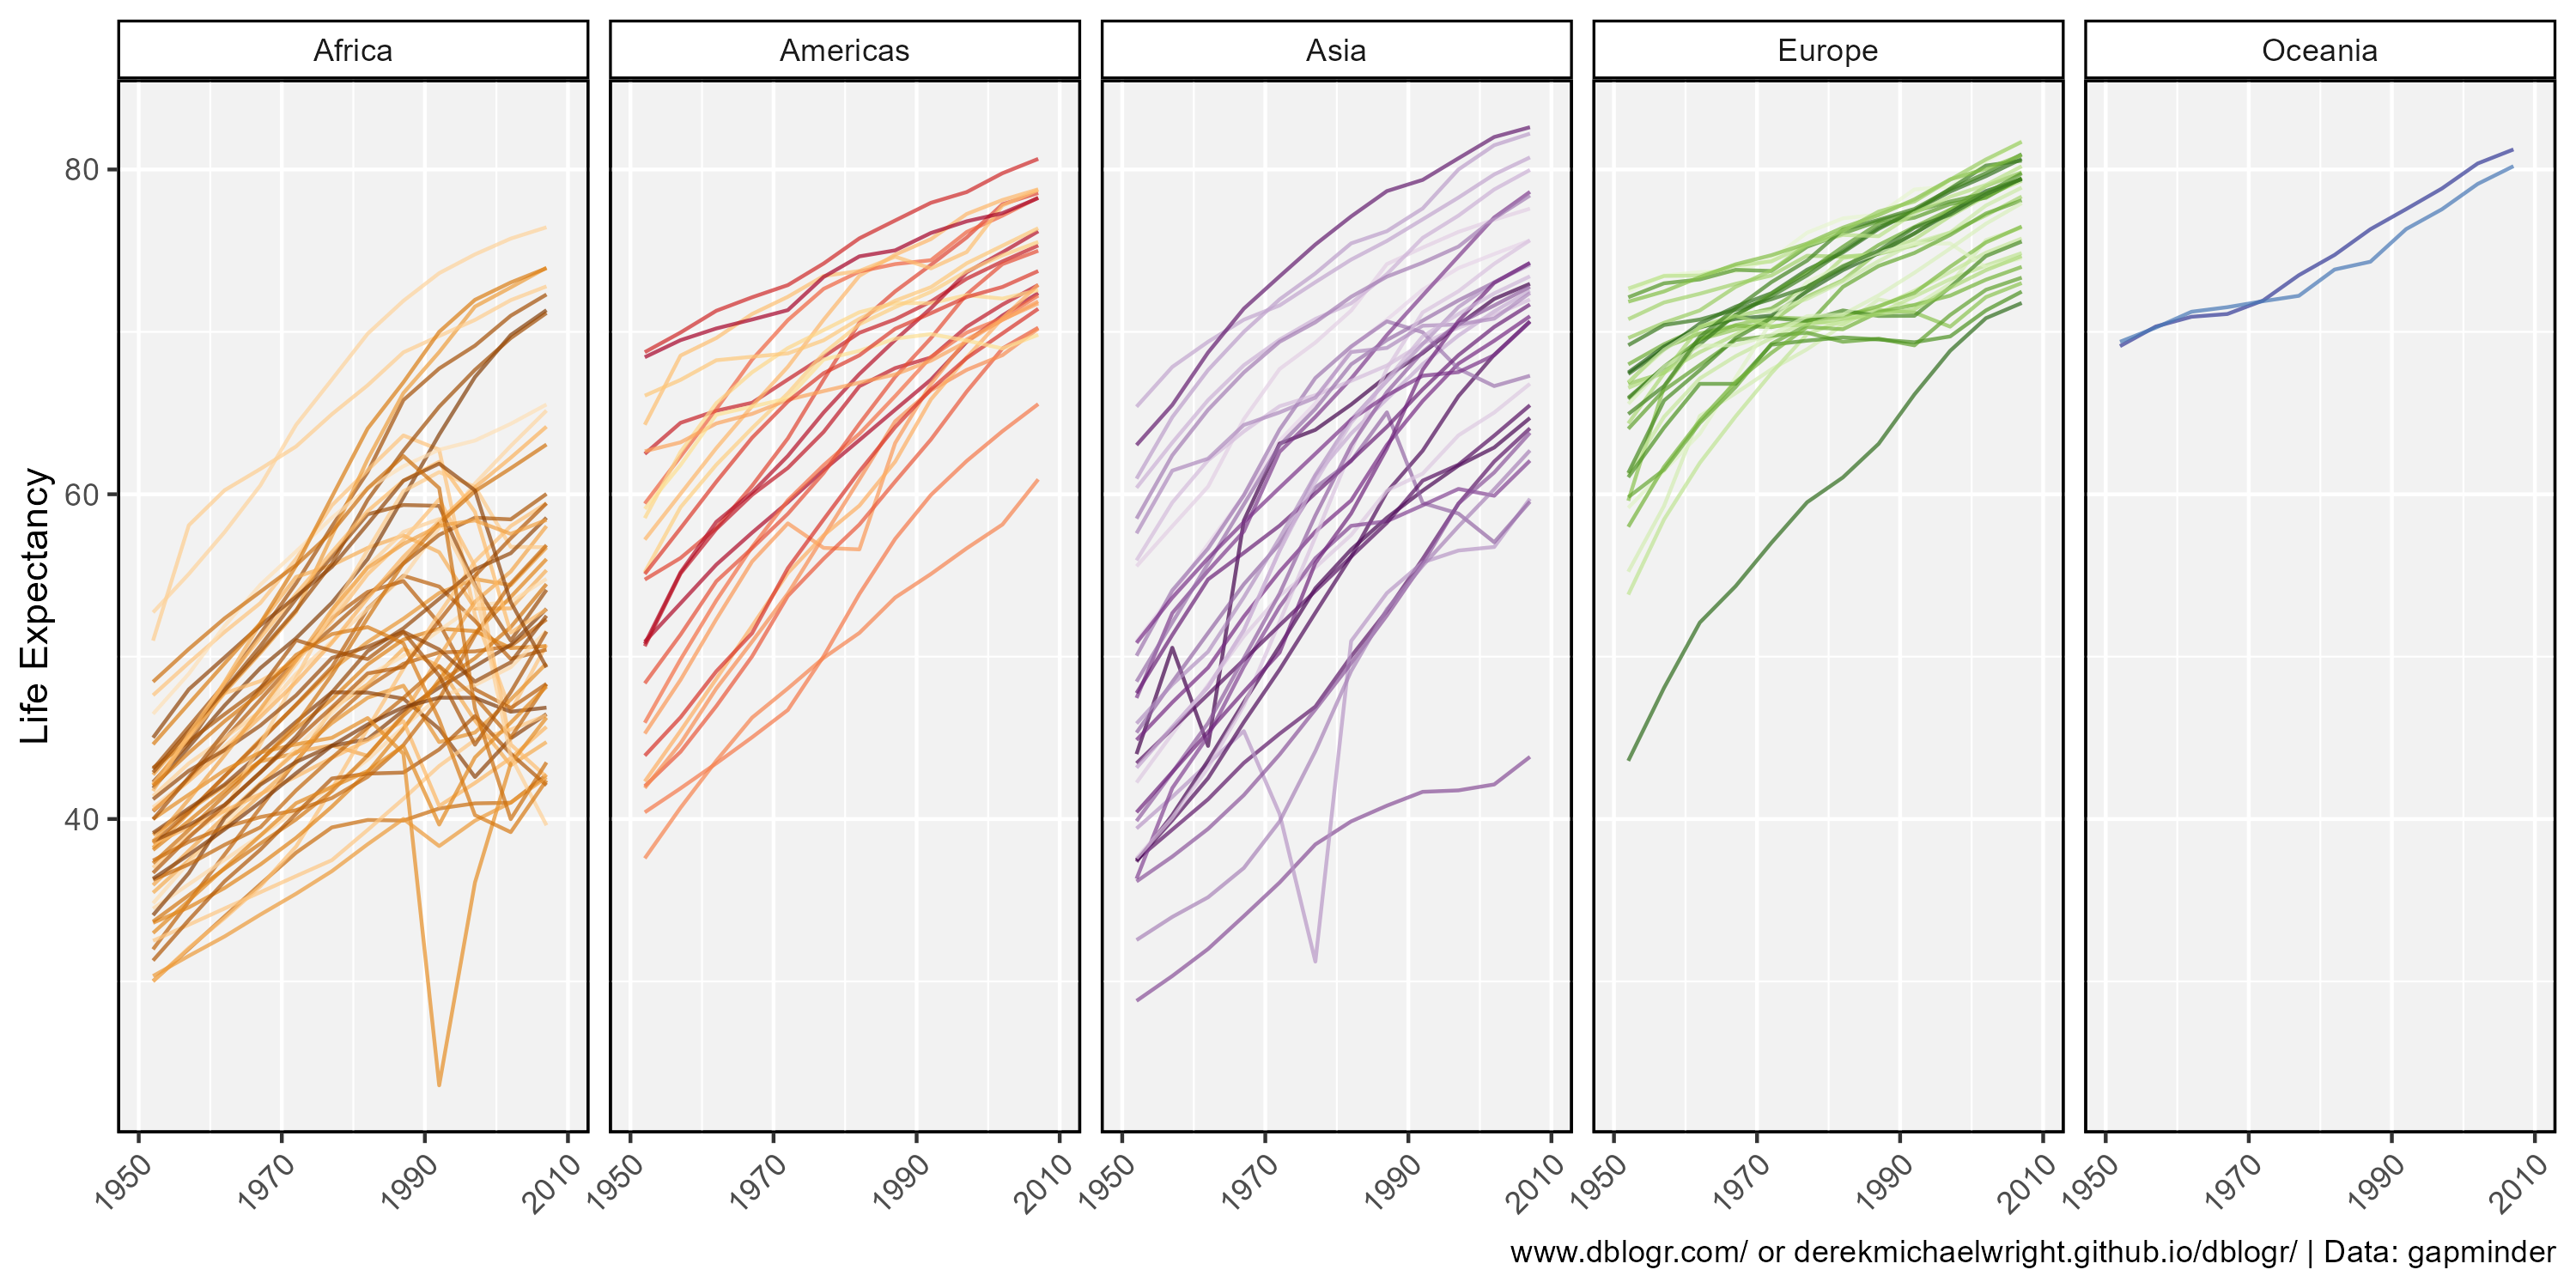 Africa
Americas
Asia
Europe
Oceania
Life Expectancy
80
60
40
1950 1970 1990 2010
1950 1970 1990 2010
1950 1970 1990 2010
1950 1970 1990 2010
1950 1970 1990 2010
www.dblogr.com/ or derekmichaelwright.github.io/dblogr/ | Data: gapminder